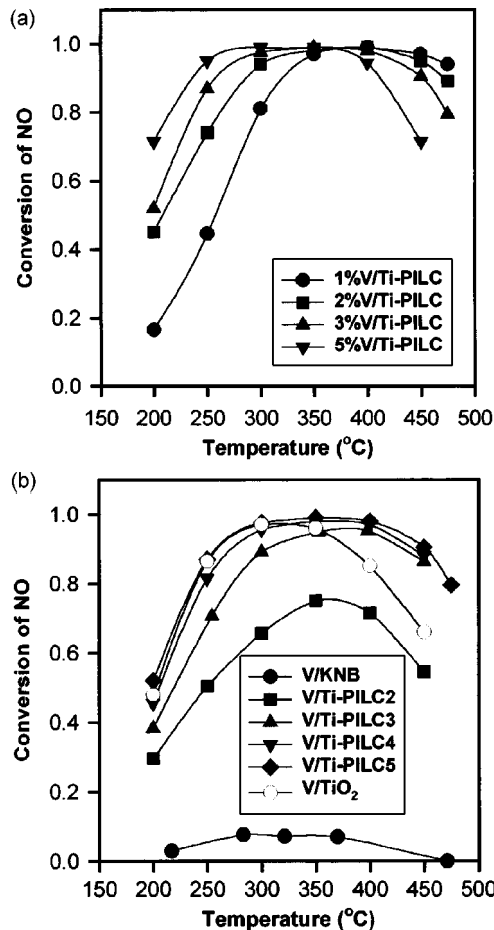 (a)
1.0
0.8
0.6
0.4
0.2
0.0
Conversion of NO
1%V/Ti-PILC
2%V/Ti-PILC
3%V/Ti-PILC
5%V/Ti-PILC
150 200 250 300 350 400 450 500
Temperature (°C)
(b)
1.0
0.8
0.6
0.4
0.2
0.0
Conversion of NO
V/KNB
V/Ti-PILC2
V/Ti-PILC3
V/Ti-PILC4
V/Ti-PILC5
V/TiO₂
150 200 250 300 350 400 450 500
Temperature (°C)